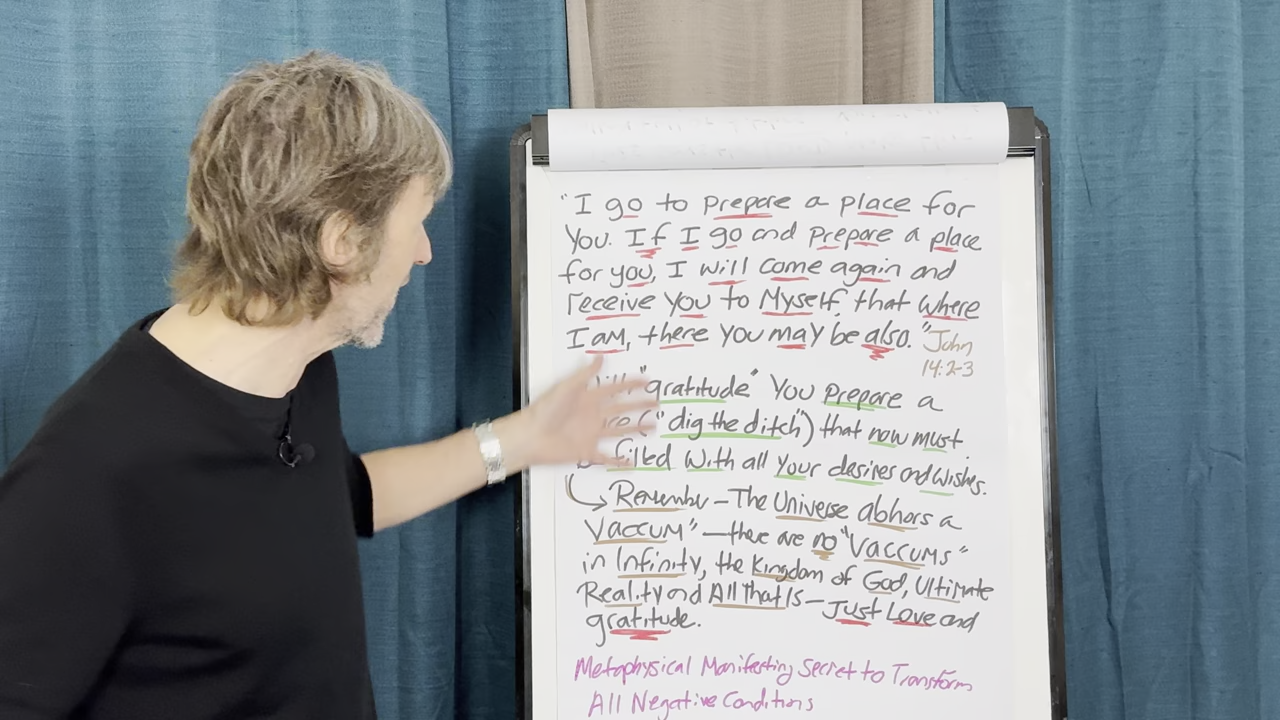 "I go to prepare a place for
You. If I go and prepare a place
for you, I will come again and
receive You to Myself, that where
I am, there You may be also."
John
14:2-3
"gratitude" You Prepare a
("dig the ditch") that now must
filled with all your desires and wishes.
Remember – The Universe abhors a
Vaccum" – there are no "Vaccums"
in Infinity, the Kingdom of God, Ultimate
Reality and All That Is – Just Love and
gratitude.
Metaphysical Manifesting Secret to Transform
All Negative Conditions